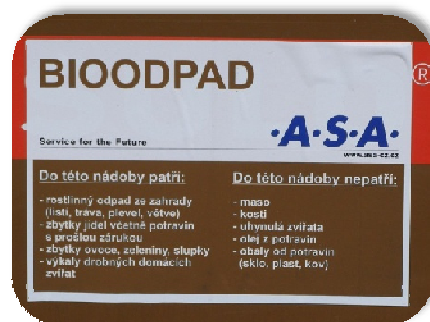 BIOODPAD
®
Service for the Future
·A·S·A·
www.asa-cz.cz
Do této nádoby patří:
- rostlinný odpad ze zahrady
(listí, tráva, plevel, větve)
- zbytky jídel včetně potravin
s prošlou zárukou
- zbytky ovoce, zeleniny, slupky
- výkaly drobných domácích
zvířat
Do této nádoby nepatří:
- maso
- kosti
- uhynulá zvířata
- olej z potravin
- obaly od potravin
(sklo, plast, kov)